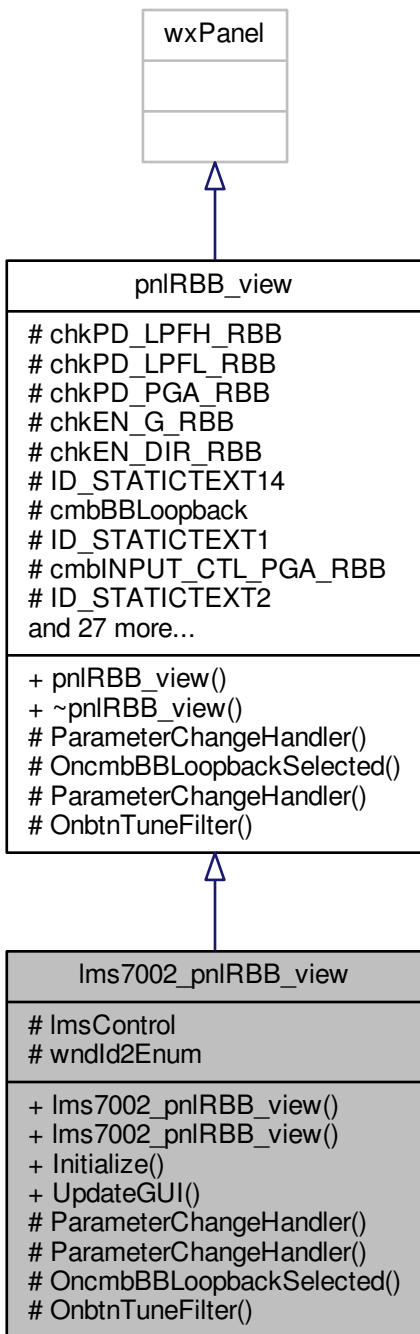 wxPanel
pnlRBB_view
# chkPD_LPFH_RBB
# chkPD_LPFL_RBB
# chkPD_PGA_RBB
# chkEN_G_RBB
# chkEN_DIR_RBB
# ID_STATICTEXT14
# cmbBBLoopback
# ID_STATICTEXT1
# cmbINPUT_CTL_PGA_RBB
# ID_STATICTEXT2
and 27 more...
+ pnlRBB_view()
+ ~pnlRBB_view()
# ParameterChangeHandler()
# OncmbBBLoopbackSelected()
# ParameterChangeHandler()
# OnbtnTuneFilter()
lms7002_pnlRBB_view
# lmsControl
# wndId2Enum
+ lms7002_pnlRBB_view()
+ lms7002_pnlRBB_view()
+ Initialize()
+ UpdateGUI()
# ParameterChangeHandler()
# ParameterChangeHandler()
# OncmbBBLoopbackSelected()
# OnbtnTuneFilter()